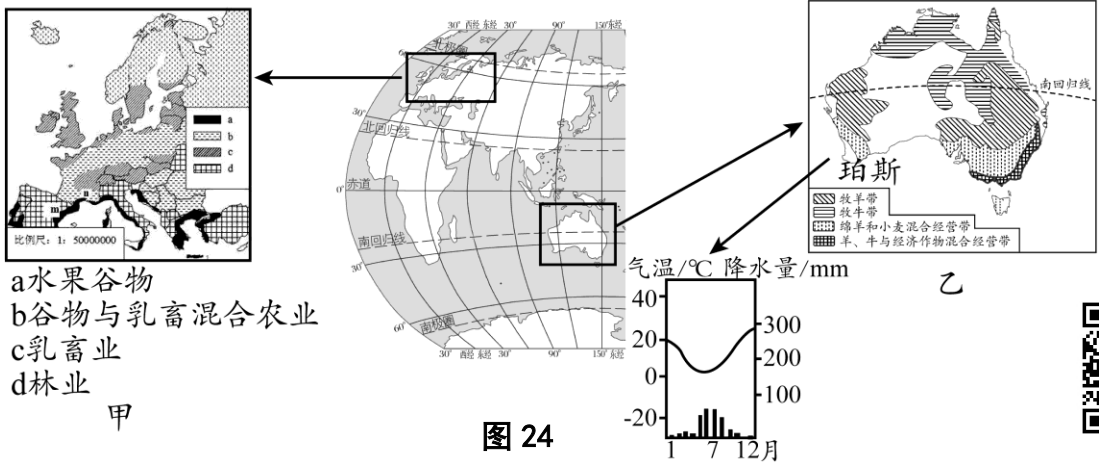 a
b
c
d
m
n
比例尺：1：50000000
a水果谷物
b谷物与乳畜混合农业
c乳畜业
d林业
甲
30° 西经 东经 30° 90° 150°东经
北极圈
60°
30°
北回归线
0° 赤道
南回归线
30°
60° 南极圈
30° 西经 东经 30° 90° 150° 东经
图 24
南回归线
珀斯
牧羊带
牧牛带
绵羊和小麦混合经营带
羊、牛与经济作物混合经营带
乙
气温/℃ 降水量/mm
40
20
0
-20
300
200
100
1 7 12月